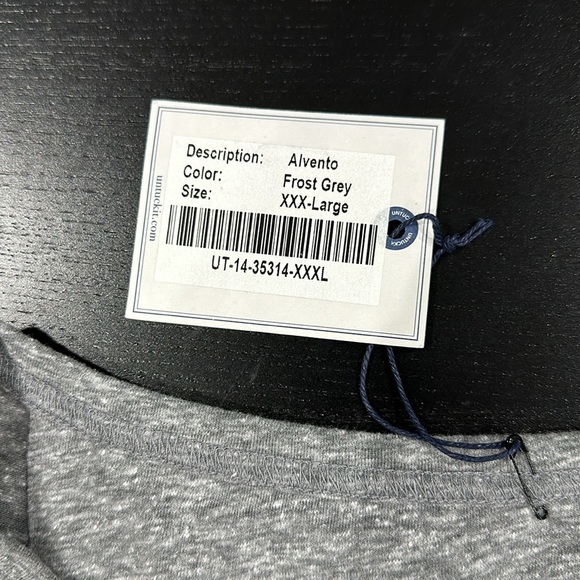 Description: Alvento
Color: Frost Grey
Size: XXX-Large
UT-14-35314-XXXL
untuckit.com
UNTUCKIT